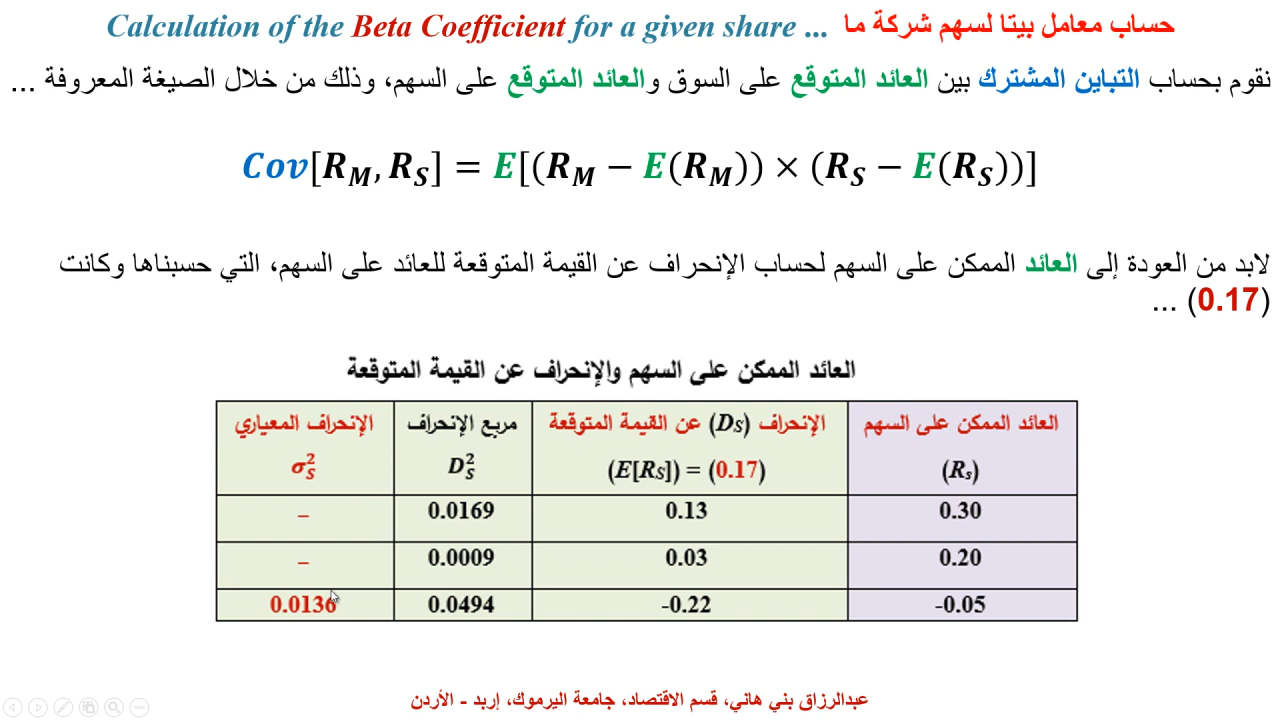 Calculation of the Beta Coefficient for a given share ... حساب معامل بيتا لسهم شركة ما
نقوم بحساب التباين المشترك بين العائد المتوقع على السوق والعائد المتوقع على السهم، وذلك من خلال الصيغة المعروفة ...
Cov[R_M, R_S] = E[(R_M − E(R_M)) × (R_S − E(R_S))]
لابد من العودة إلى العائد الممكن على السهم لحساب الإنحراف عن القيمة المتوقعة للعائد على السهم، التي حسبناها وكانت
(0.17) ...
العائد الممكن على السهم والإنحراف عن القيمة المتوقعة
العائد الممكن على السهم (Rs) الإنحراف (DS) عن القيمة المتوقعة (E[RS]) = (0.17) مربع الإنحراف D_S^2 الإنحراف المعياري σ_S^2
0.30 0.13 0.0169 –
0.20 0.03 0.0009 –
-0.05 -0.22 0.0494 0.0136
عبدالرزاق بني هاني، قسم الاقتصاد، جامعة اليرموك، إربد - الأردن